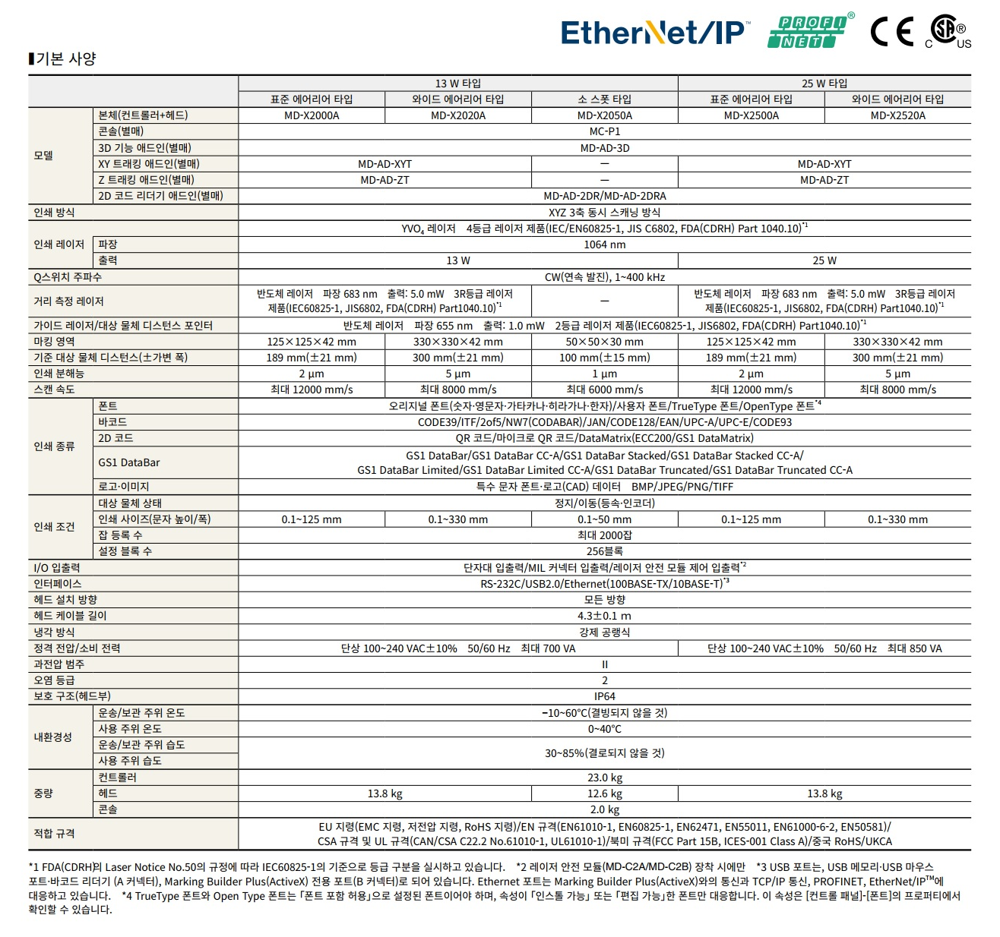 EtherNet/IP™
PROFI NET®
CE
CSA® C US
기본 사양
13 W 타입 25 W 타입
표준 에어리어 타입 와이드 에어리어 타입 소 스폿 타입 표준 에어리어 타입 와이드 에어리어 타입
모델
본체(컨트롤러+헤드) MD-X2000A MD-X2020A MD-X2050A MD-X2500A MD-X2520A
콘솔(별매) MC-P1
3D 기능 애드인(별매) MD-AD-3D
XY 트래킹 애드인(별매) MD-AD-XYT — MD-AD-XYT
Z 트래킹 애드인(별매) MD-AD-ZT — MD-AD-ZT
2D 코드 리더기 애드인(별매) MD-AD-2DR/MD-AD-2DRA
인쇄 방식 XYZ 3축 동시 스캐닝 방식
인쇄 레이저
YVO₄ 레이저 4등급 레이저 제품(IEC/EN60825-1, JIS C6802, FDA(CDRH) Part 1040.10)*1
파장 1064 nm
출력 13 W 25 W
Q스위치 주파수 CW(연속 발진), 1~400 kHz
거리 측정 레이저
반도체 레이저 파장 683 nm 출력: 5.0 mW 3R등급 레이저 — 반도체 레이저 파장 683 nm 출력: 5.0 mW 3R등급 레이저
제품(IEC60825-1, JIS6802, FDA(CDRH) Part1040.10)*1 제품(IEC60825-1, JIS6802, FDA(CDRH) Part1040.10)*1
가이드 레이저/대상 물체 디스턴스 포인터 반도체 레이저 파장 655 nm 출력: 1.0 mW 2등급 레이저 제품(IEC60825-1, JIS6802, FDA(CDRH) Part1040.10)*1
마킹 영역 125×125×42 mm 330×330×42 mm 50×50×30 mm 125×125×42 mm 330×330×42 mm
기준 대상 물체 디스턴스(±가변 폭) 189 mm(±21 mm) 300 mm(±21 mm) 100 mm(±15 mm) 189 mm(±21 mm) 300 mm(±21 mm)
인쇄 분해능 2 μm 5 μm 1 μm 2 μm 5 μm
스캔 속도 최대 12000 mm/s 최대 8000 mm/s 최대 6000 mm/s 최대 12000 mm/s 최대 8000 mm/s
인쇄 종류
폰트 오리지널 폰트(숫자·영문자·가타카나·히라가나·한자)/사용자 폰트/TrueType 폰트/OpenType 폰트*4
바코드 CODE39/ITF/2of5/NW7(CODABAR)/JAN/CODE128/EAN/UPC-A/UPC-E/CODE93
2D 코드 QR 코드/마이크로 QR 코드/DataMatrix(ECC200/GS1 DataMatrix)
GS1 DataBar
GS1 DataBar/GS1 DataBar CC-A/GS1 DataBar Stacked/GS1 DataBar Stacked CC-A/
GS1 DataBar Limited/GS1 DataBar Limited CC-A/GS1 DataBar Truncated/GS1 DataBar Truncated CC-A
로고·이미지 특수 문자 폰트·로고(CAD) 데이터 BMP/JPEG/PNG/TIFF
인쇄 조건
대상 물체 상태 정지/이동(등속·인코더)
인쇄 사이즈(문자 높이/폭) 0.1~125 mm 0.1~330 mm 0.1~50 mm 0.1~125 mm 0.1~330 mm
잡 등록 수 최대 2000잡
설정 블록 수 256블록
I/O 입출력 단자대 입출력/MIL 커넥터 입출력/레이저 안전 모듈 제어 입출력*2
인터페이스 RS-232C/USB2.0/Ethernet(100BASE-TX/10BASE-T)*3
헤드 설치 방향 모든 방향
헤드 케이블 길이 4.3±0.1 m
냉각 방식 강제 공랭식
정격 전압/소비 전력 단상 100~240 VAC±10% 50/60 Hz 최대 700 VA 단상 100~240 VAC±10% 50/60 Hz 최대 850 VA
과전압 범주 II
오염 등급 2
보호 구조(헤드부) IP64
내환경성
운송/보관 주위 온도 −10~60℃(결빙되지 않을 것)
사용 주위 온도 0~40℃
운송/보관 주위 습도 30~85%(결로되지 않을 것)
사용 주위 습도
중량
컨트롤러 23.0 kg
헤드 13.8 kg 12.6 kg 13.8 kg
콘솔 2.0 kg
적합 규격
EU 지령(EMC 지령, 저전압 지령, RoHS 지령)/EN 규격(EN61010-1, EN60825-1, EN62471, EN55011, EN61000-6-2, EN50581)/
CSA 규격 및 UL 규격(CAN/CSA C22.2 No.61010-1, UL61010-1)/북미 규격(FCC Part 15B, ICES-001 Class A)/중국 RoHS/UKCA
*1 FDA(CDRH)의 Laser Notice No.50의 규정에 따라 IEC60825-1의 기준으로 등급 구분을 실시하고 있습니다. *2 레이저 안전 모듈(MD-C2A/MD-C2B) 장착 시에만 *3 USB 포트는, USB 메모리·USB 마우스
포트·바코드 리더기 (A 커넥터), Marking Builder Plus(ActiveX) 전용 포트(B 커넥터)로 되어 있습니다. Ethernet 포트는 Marking Builder Plus(ActiveX)와의 통신과 TCP/IP 통신, PROFINET, EtherNet/IP™에
대응하고 있습니다. *4 TrueType 폰트와 Open Type 폰트는 「폰트 포함 허용」으로 설정된 폰트이어야 하며, 속성이 「인스톨 가능」 또는 「편집 가능」한 폰트만 대응합니다. 이 속성은 [컨트롤 패널]-[폰트]의 프로퍼티에서
확인할 수 있습니다.